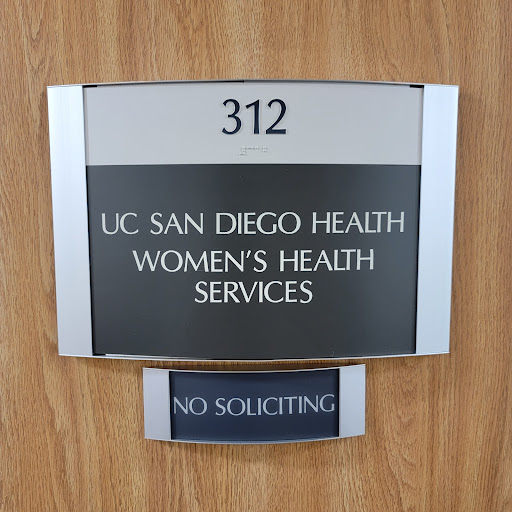 312
UC SAN DIEGO HEALTH
WOMEN'S HEALTH
SERVICES
NO SOLICITING